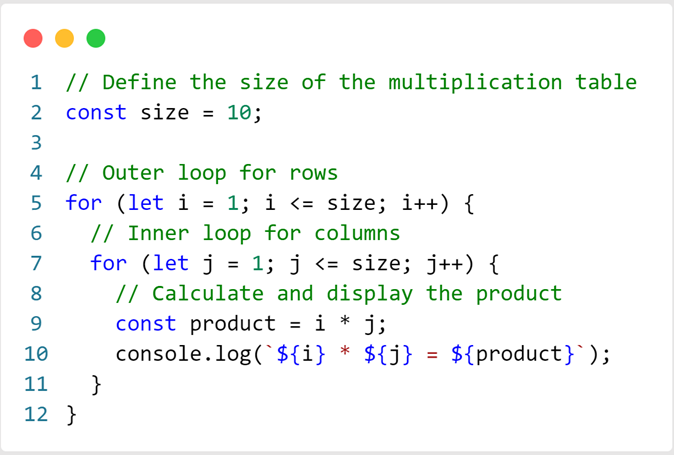 1 // Define the size of the multiplication table
2 const size = 10;
3
4 // Outer loop for rows
5 for (let i = 1; i <= size; i++) {
6   // Inner loop for columns
7   for (let j = 1; j <= size; j++) {
8     // Calculate and display the product
9     const product = i * j;
10     console.log(`${i} * ${j} = ${product}`);
11   }
12 }